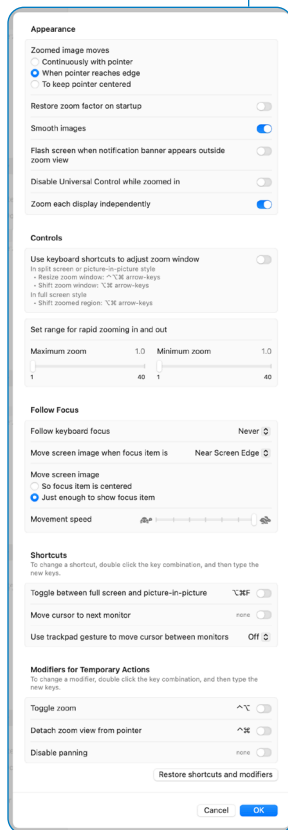 Appearance
Zoomed image moves
Continuously with pointer
When pointer reaches edge
To keep pointer centered
Restore zoom factor on startup
Smooth images
Flash screen when notification banner appears outside
zoom view
Disable Universal Control while zoomed in
Zoom each display independently
Controls
Use keyboard shortcuts to adjust zoom window
In split screen or picture-in-picture style
• Resize zoom window: ^⌥⌘ arrow-keys
• Shift zoom window: ⌥⌘ arrow-keys
In full screen style
• Shift zoomed region: ⌥⌘ arrow-keys
Set range for rapid zooming in and out
Maximum zoom 1.0 Minimum zoom 1.0
1 40 1 40
Follow Focus
Follow keyboard focus Never
Move screen image when focus item is Near Screen Edge
Move screen image
So focus item is centered
Just enough to show focus item
Movement speed
Shortcuts
To change a shortcut, double click the key combination, and then type the
new keys.
Toggle between full screen and picture-in-picture ⌥⌘F
Move cursor to next monitor none
Use trackpad gesture to move cursor between monitors Off
Modifiers for Temporary Actions
To change a modifier, double click the key combination, and then type the
new keys.
Toggle zoom ^⌥
Detach zoom view from pointer ^⌘
Disable panning none
Restore shortcuts and modifiers
Cancel OK